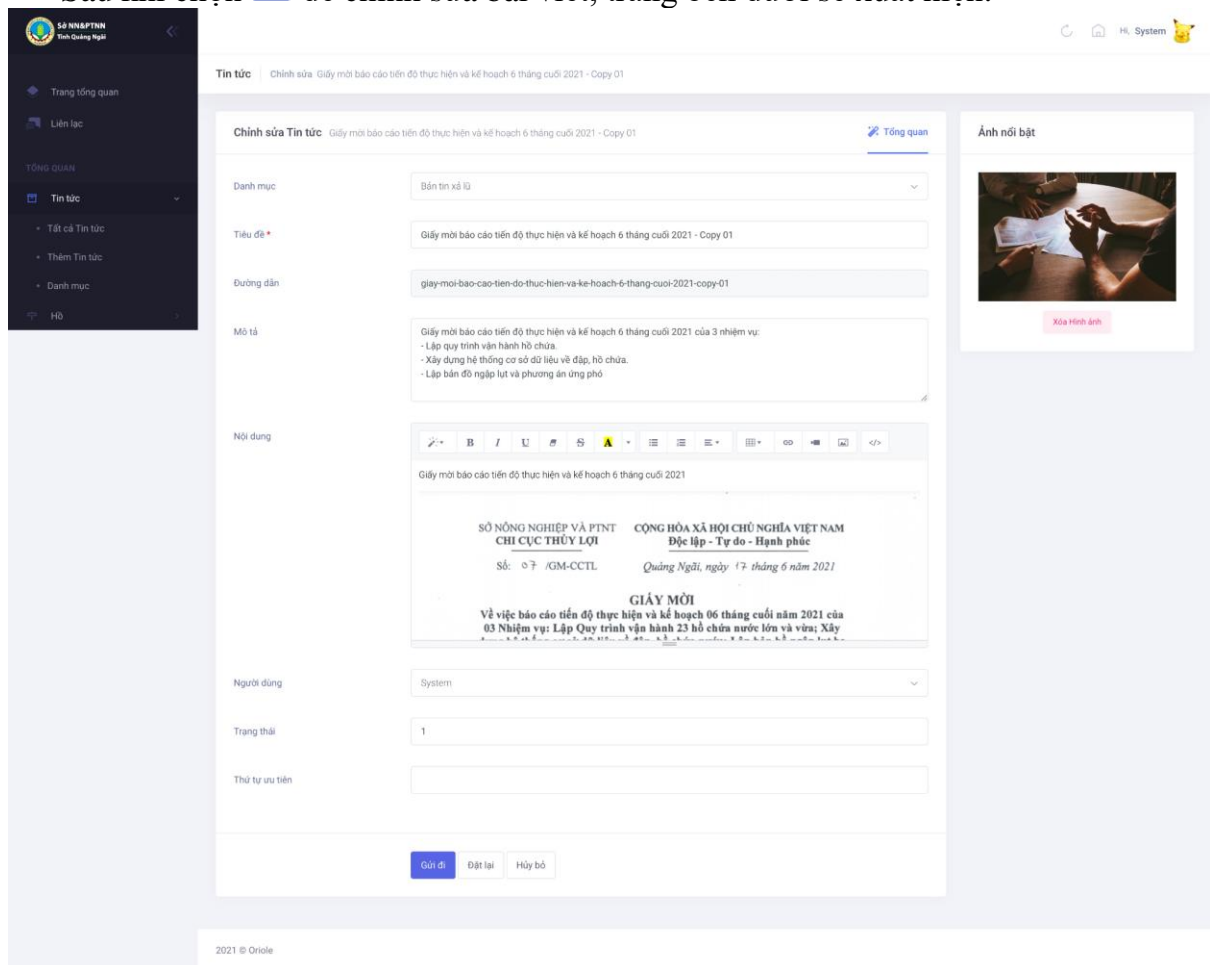 Sở NN&PTNN
Tỉnh Quảng Ngãi
Hi, System
Tin tức Chỉnh sửa Giấy mời báo cáo tiến độ thực hiện và kế hoạch 6 tháng cuối 2021 - Copy 01
Trang tổng quan
Liên lạc
TỔNG QUAN
Tin tức
Tất cả Tin tức
Thêm Tin tức
Danh mục
Hồ
Chỉnh sửa Tin tức Giấy mời báo cáo tiến độ thực hiện và kế hoạch 6 tháng cuối 2021 - Copy 01
Tổng quan
Danh mục
Bản tin xả lũ
Tiêu đề *
Giấy mời báo cáo tiến độ thực hiện và kế hoạch 6 tháng cuối 2021 - Copy 01
Đường dẫn
giay-moi-bao-cao-tien-do-thuc-hien-va-ke-hoach-6-thang-cuoi-2021-copy-01
Mô tả
Giấy mời báo cáo tiến độ thực hiện và kế hoạch 6 tháng cuối 2021 của 3 nhiệm vụ:
- Lập quy trình vận hành hồ chứa.
- Xây dựng hệ thống cơ sở dữ liệu về đập, hồ chứa.
- Lập bản đồ ngập lụt và phương án ứng phó
Nội dung
B I U S A </>
Giấy mời báo cáo tiến độ thực hiện và kế hoạch 6 tháng cuối 2021
SỞ NÔNG NGHIỆP VÀ PTNT CỘNG HÒA XÃ HỘI CHỦ NGHĨA VIỆT NAM
CHI CỤC THỦY LỢI Độc lập - Tự do - Hạnh phúc
Số: 07 /GM-CCTL Quảng Ngãi, ngày 17 tháng 6 năm 2021
GIẤY MỜI
Về việc báo cáo tiến độ thực hiện và kế hoạch 06 tháng cuối năm 2021 của
03 Nhiệm vụ: Lập Quy trình vận hành 23 hồ chứa nước lớn và vừa; Xây
Người dùng
System
Trạng thái
1
Thứ tự ưu tiên
Gửi đi Đặt lại Hủy bỏ
Ảnh nổi bật
Xóa Hình ảnh
2021 © Oriole